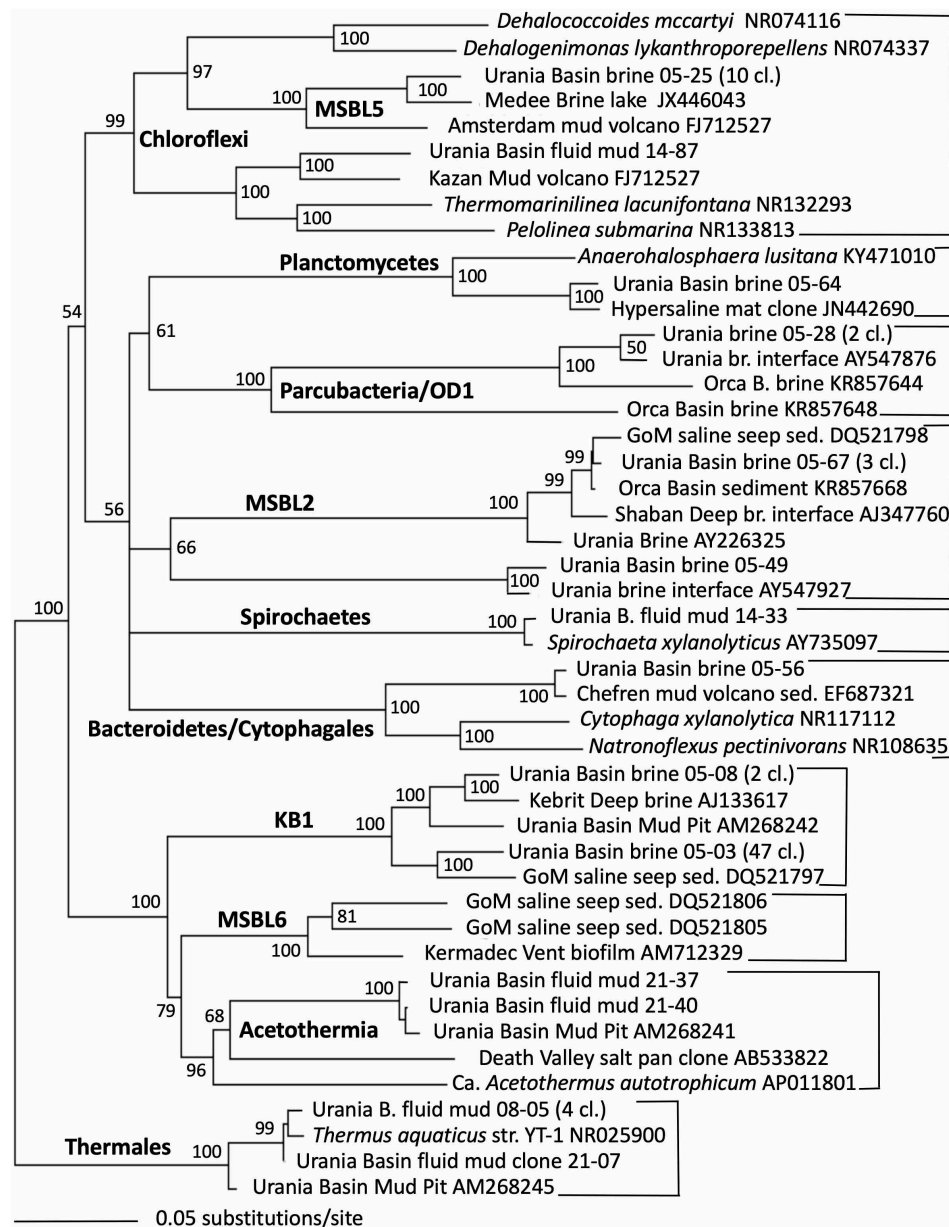 Dehalococcoides mccartyi NR074116
100
Dehalogenimonas lykanthroporepellens NR074337
97
Urania Basin brine 05-25 (10 cl.)
100
100
MSBL5
Medee Brine lake JX446043
99
Amsterdam mud volcano FJ712527
Chloroflexi
Urania Basin fluid mud 14-87
100
Kazan Mud volcano FJ712527
100
Thermomarinilinea lacunifontana NR132293
100
Pelolinea submarina NR133813
Anaerohalosphaera lusitana KY471010
Planctomycetes
100
Urania Basin brine 05-64
100
Hypersaline mat clone JN442690
54
61
Urania brine 05-28 (2 cl.)
50
Urania br. interface AY547876
100
100
Orca B. brine KR857644
Parcubacteria/OD1
Orca Basin brine KR857648
GoM saline seep sed. DQ521798
99
Urania Basin brine 05-67 (3 cl.)
99
Orca Basin sediment KR857668
MSBL2
100
56
Shaban Deep br. interface AJ347760
Urania Brine AY226325
66
Urania Basin brine 05-49
100
Urania brine interface AY547927
100
Spirochaetes
100
Urania B. fluid mud 14-33
Spirochaeta xylanolyticus AY735097
Urania Basin brine 05-56
100
Chefren mud volcano sed. EF687321
100
Bacteroidetes/Cytophagales
Cytophaga xylanolytica NR117112
100
Natronoflexus pectinivorans NR108635
Urania Basin brine 05-08 (2 cl.)
100
100
Kebrit Deep brine AJ133617
KB1
100
Urania Basin Mud Pit AM268242
Urania Basin brine 05-03 (47 cl.)
100
GoM saline seep sed. DQ521797
100
GoM saline seep sed. DQ521806
MSBL6
81
GoM saline seep sed. DQ521805
100
Kermadec Vent biofilm AM712329
Urania Basin fluid mud 21-37
100
79
Urania Basin fluid mud 21-40
68
Acetothermia
Urania Basin Mud Pit AM268241
Death Valley salt pan clone AB533822
96
Ca. Acetothermus autotrophicum AP011801
Urania B. fluid mud 08-05 (4 cl.)
99
Thermus aquaticus str. YT-1 NR025900
Thermales
100
Urania Basin fluid mud clone 21-07
Urania Basin Mud Pit AM268245
0.05 substitutions/site